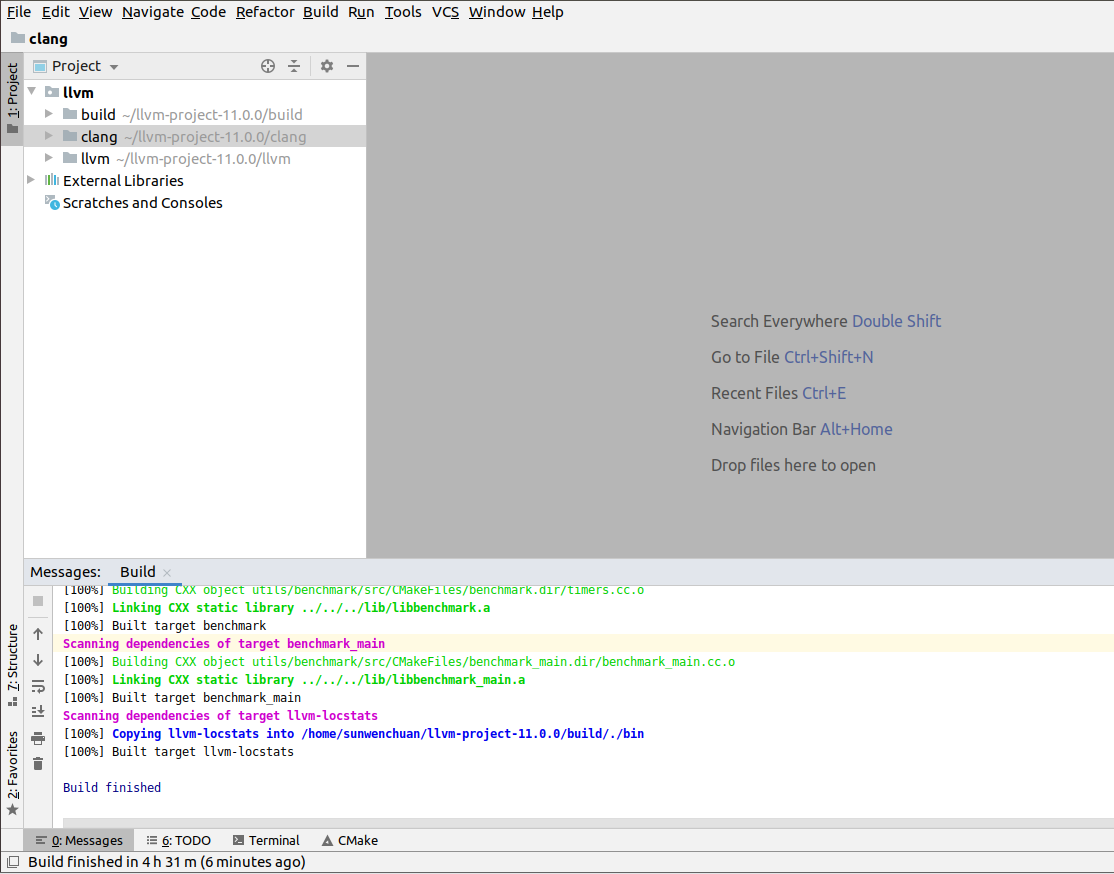 File Edit View Navigate Code Refactor Build Run Tools VCS Window Help
clang
1: Project
Project
llvm
build ~/llvm-project-11.0.0/build
clang ~/llvm-project-11.0.0/clang
llvm ~/llvm-project-11.0.0/llvm
External Libraries
Scratches and Consoles
Search Everywhere Double Shift
Go to File Ctrl+Shift+N
Recent Files Ctrl+E
Navigation Bar Alt+Home
Drop files here to open
Messages: Build
[100%] Building CXX object utils/benchmark/src/CMakeFiles/benchmark.dir/timers.cc.o
[100%] Linking CXX static library ../../../lib/libbenchmark.a
[100%] Built target benchmark
Scanning dependencies of target benchmark_main
[100%] Building CXX object utils/benchmark/src/CMakeFiles/benchmark_main.dir/benchmark_main.cc.o
[100%] Linking CXX static library ../../../lib/libbenchmark_main.a
[100%] Built target benchmark_main
Scanning dependencies of target llvm-locstats
[100%] Copying llvm-locstats into /home/sunwenchuan/llvm-project-11.0.0/build/./bin
[100%] Built target llvm-locstats
Build finished
7: Structure
2: Favorites
0: Messages 6: TODO Terminal CMake
Build finished in 4 h 31 m (6 minutes ago)